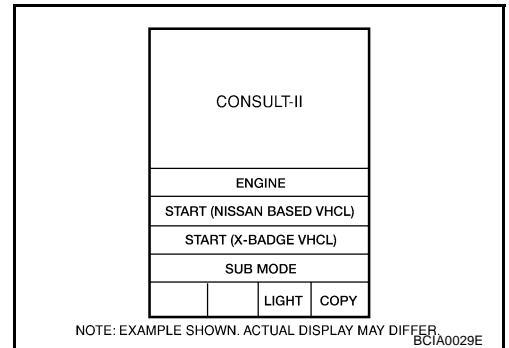 CONSULT-II
ENGINE
START (NISSAN BASED VHCL)
START (X-BADGE VHCL)
SUB MODE
LIGHT COPY
NOTE: EXAMPLE SHOWN. ACTUAL DISPLAY MAY DIFFER.
BCIA0029E